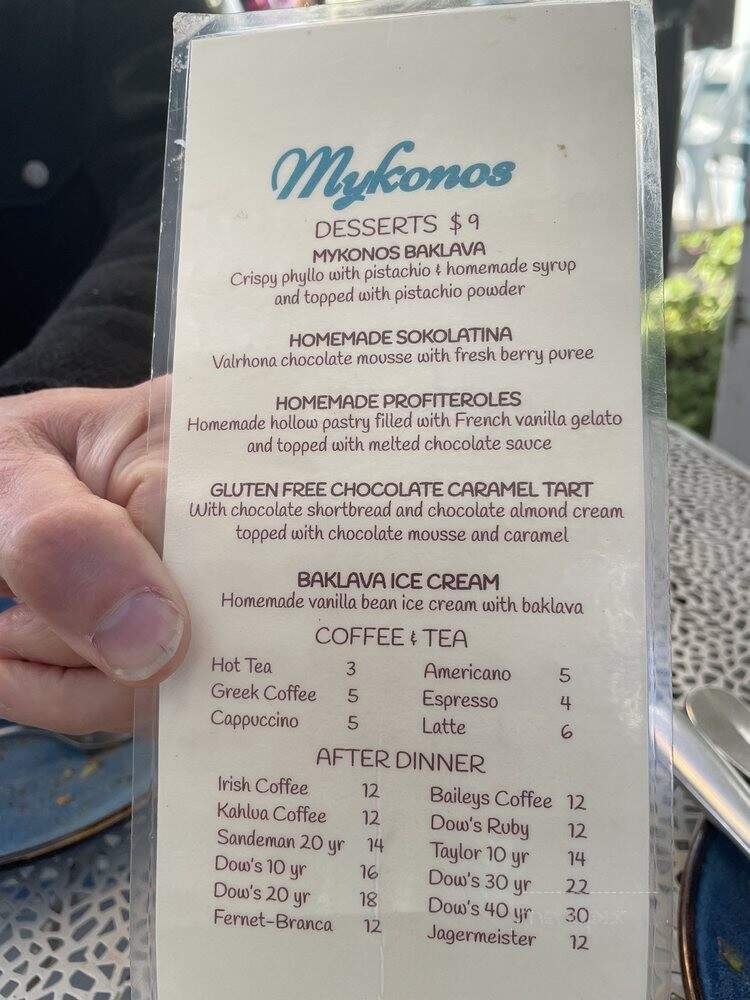 Mykonos
DESSERTS $9
MYKONOS BAKLAVA
Crispy phyllo with pistachio & homemade syrup
and topped with pistachio powder
HOMEMADE SOKOLATINA
Valrhona chocolate mousse with fresh berry puree
HOMEMADE PROFITEROLES
Homemade hollow pastry filled with French vanilla gelato
and topped with melted chocolate sauce
GLUTEN FREE CHOCOLATE CARAMEL TART
With chocolate shortbread and chocolate almond cream
topped with chocolate mousse and caramel
BAKLAVA ICE CREAM
Homemade vanilla bean ice cream with baklava
COFFEE & TEA
Hot Tea 3 Americano 5
Greek Coffee 5 Espresso 4
Cappuccino 5 Latte 6
AFTER DINNER
Irish Coffee 12 Baileys Coffee 12
Kahlua Coffee 12 Dow's Ruby 12
Sandeman 20 yr 14 Taylor 10 yr 14
Dow's 10 yr 16 Dow's 30 yr 22
Dow's 20 yr 18 Dow's 40 yr 30
Fernet-Branca 12 Jagermeister 12